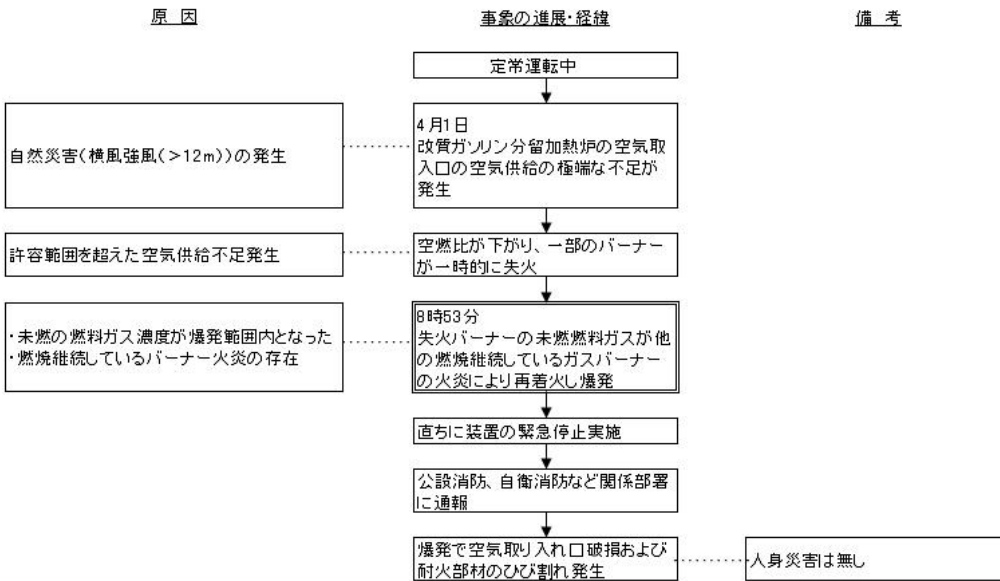 原 因
事象の進展・経緯
備 考
定常運転中
自然災害(横風強風(>12m))の発生
4月1日
改質ガソリン分留加熱炉の空気取
入口の空気供給の極端な不足が
発生
許容範囲を超えた空気供給不足発生
空燃比が下がり、一部のバーナー
が一時的に失火
・未燃の燃料ガス濃度が爆発範囲内となった
・燃焼継続しているバーナー火炎の存在
8時53分
失火バーナーの未燃燃料ガスが他
の燃焼継続しているガスバーナー
の火炎により再着火し爆発
直ちに装置の緊急停止実施
公設消防、自衛消防など関係部署
に通報
爆発で空気取り入れ口破損および
耐火部材のひび割れ発生
人身災害は無し